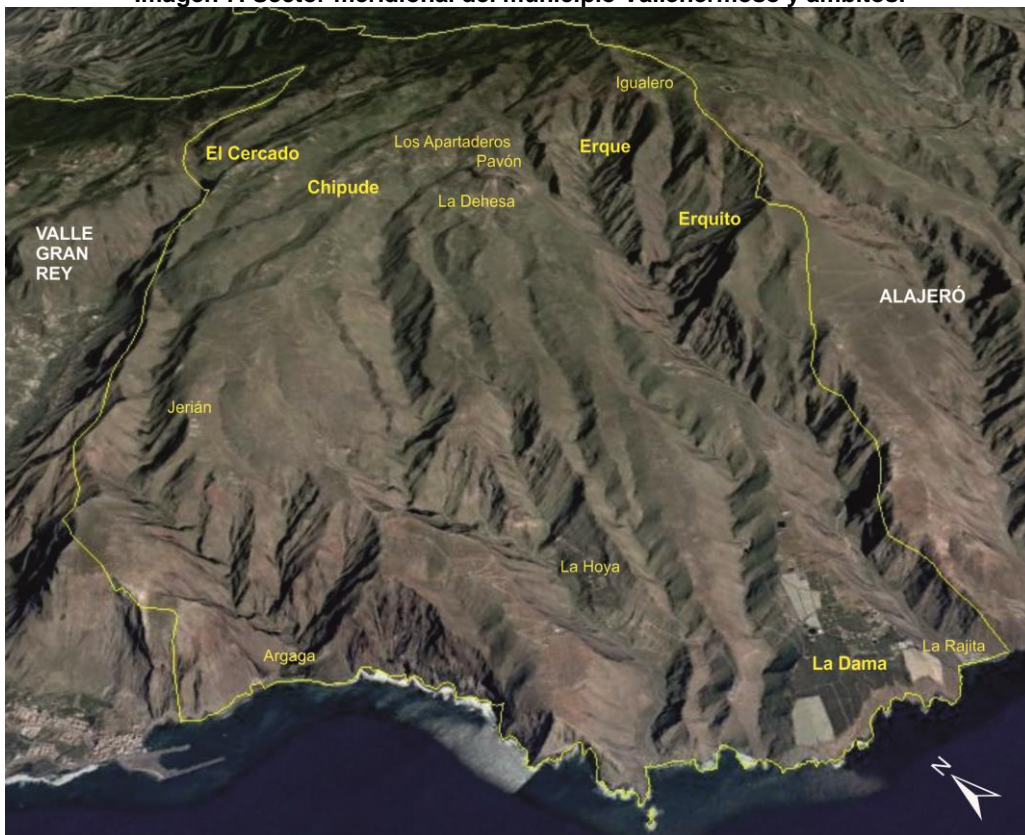 Imagen 7. Sector meridional del municipio Vallehermoso y ámbitos.
Igualero
Los Apartaderos
Erque
El Cercado
Pavón
Chipude
La Dehesa
Erquito
VALLE
GRAN
REY
ALAJERÓ
Jerián
La Hoya
Argaga
La Rajita
La Dama
N